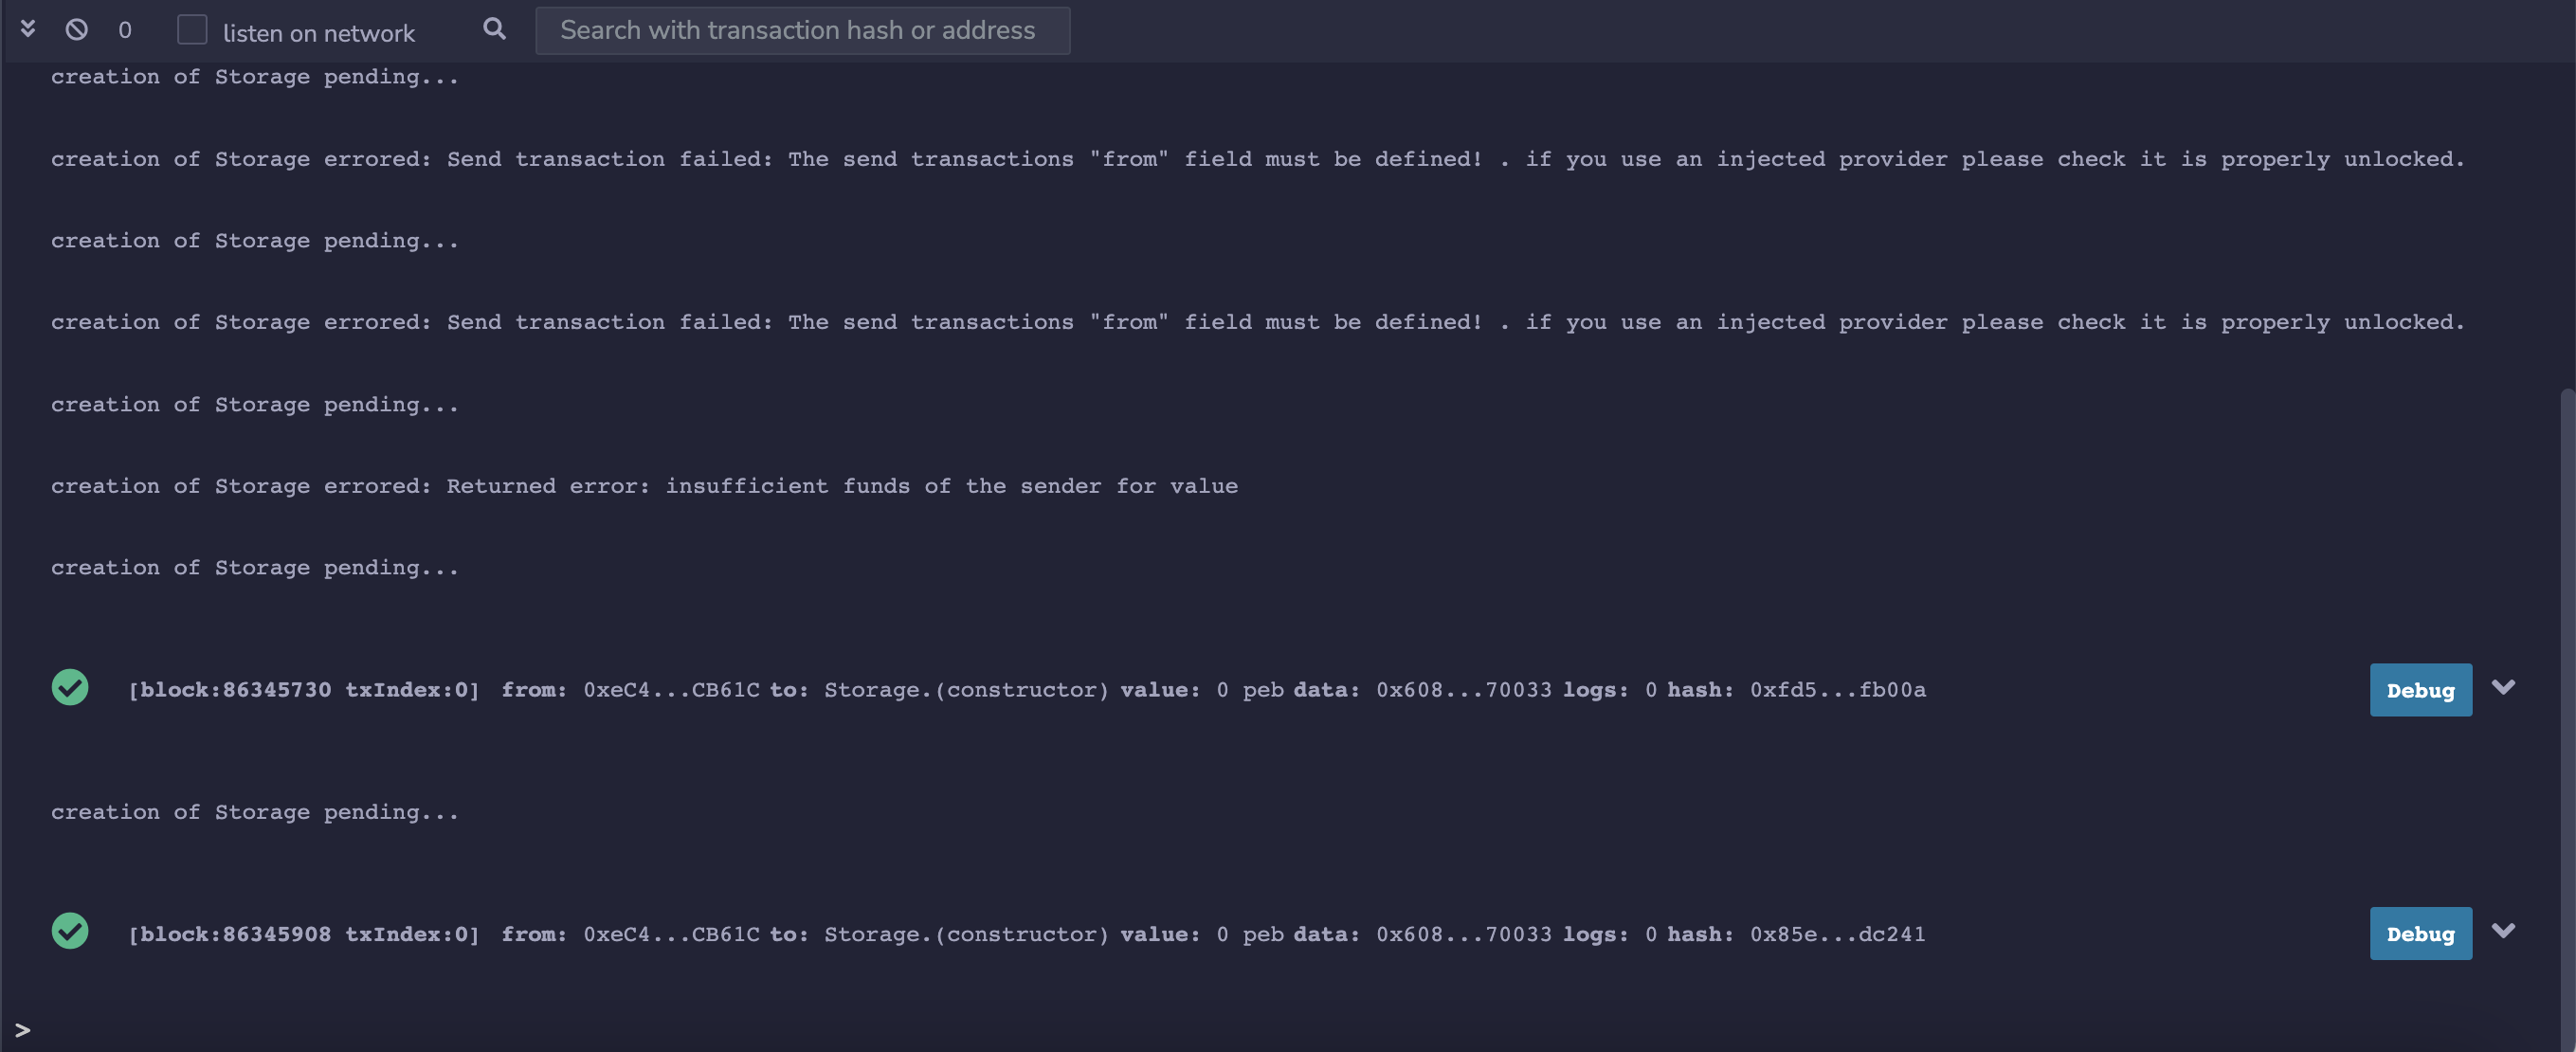 0 listen on network Search with transaction hash or address
creation of Storage pending...
creation of Storage errored: Send transaction failed: The send transactions "from" field must be defined! . if you use an injected provider please check it is properly unlocked.
creation of Storage pending...
creation of Storage errored: Send transaction failed: The send transactions "from" field must be defined! . if you use an injected provider please check it is properly unlocked.
creation of Storage pending...
creation of Storage errored: Returned error: insufficient funds of the sender for value
creation of Storage pending...
[block:86345730 txIndex:0] from: 0xeC4...CB61C to: Storage.(constructor) value: 0 peb data: 0x608...70033 logs: 0 hash: 0xfd5...fb00a Debug
creation of Storage pending...
[block:86345908 txIndex:0] from: 0xeC4...CB61C to: Storage.(constructor) value: 0 peb data: 0x608...70033 logs: 0 hash: 0x85e...dc241 Debug
>